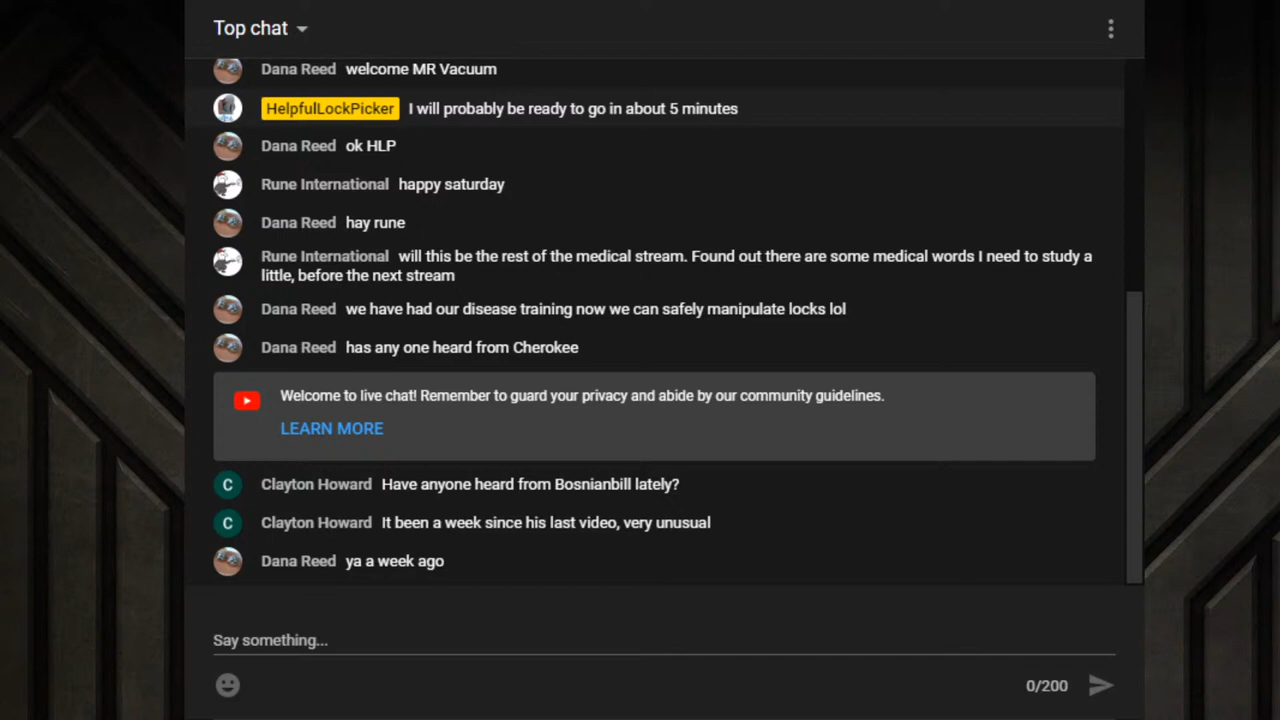 Top chat
Dana Reed welcome MR Vacuum
HelpfulLockPicker I will probably be ready to go in about 5 minutes
Dana Reed ok HLP
Rune International happy saturday
Dana Reed hay rune
Rune International will this be the rest of the medical stream. Found out there are some medical words I need to study a
little, before the next stream
Dana Reed we have had our disease training now we can safely manipulate locks lol
Dana Reed has any one heard from Cherokee
Welcome to live chat! Remember to guard your privacy and abide by our community guidelines.
LEARN MORE
C Clayton Howard Have anyone heard from Bosnianbill lately?
C Clayton Howard It been a week since his last video, very unusual
Dana Reed ya a week ago
Say something...
0/200